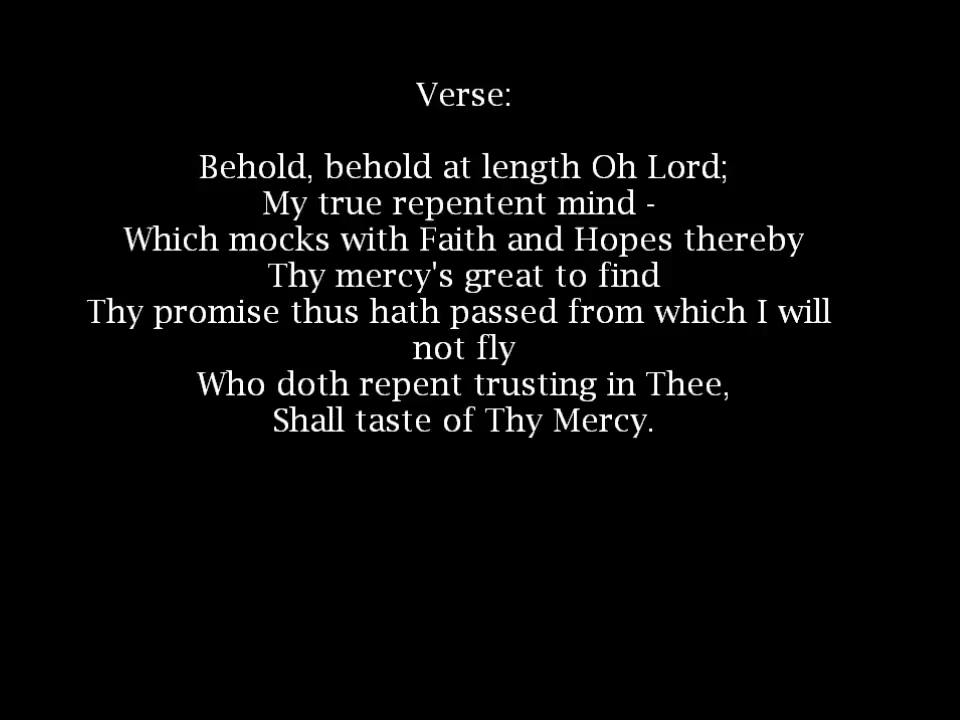 Verse:
Behold, behold at length Oh Lord;
My true repentent mind -
Which mocks with Faith and Hopes thereby
Thy mercy's great to find
Thy promise thus hath passed from which I will
not fly
Who doth repent trusting in Thee,
Shall taste of Thy Mercy.